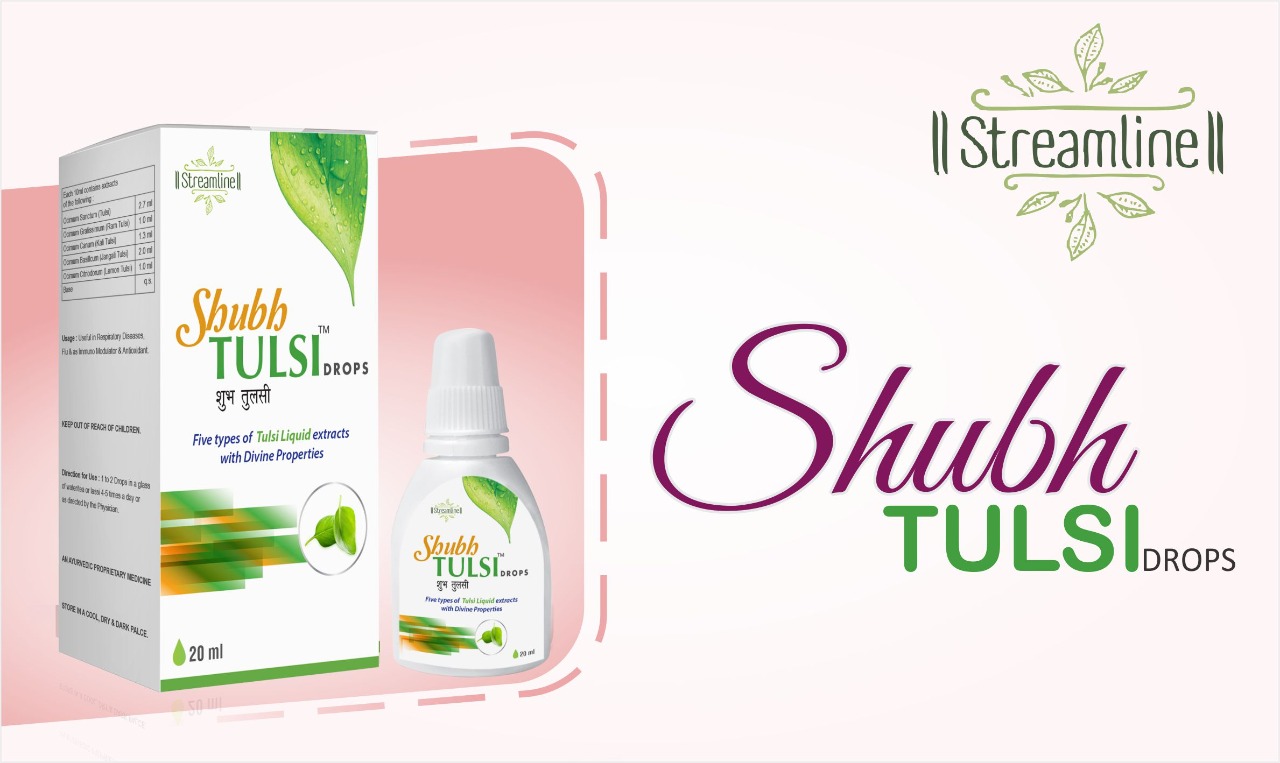 Streamline
Shubh
TULSI DROPS
Streamline
Shubh
TULSI™ DROPS
शुभ तुलसी
Five types of Tulsi Liquid extracts
with Divine Properties
20 ml
Each 10ml contains extracts
of the following :
Ocimum Sanctum (Tulsi) 2.7 ml
Ocimum Gratissimum (Ram Tulsi) 1.0 ml
Ocimum Canam (Kali Tulsi) 1.3 ml
Ocimum Basilicum (Jangali Tulsi) 2.0 ml
Ocimum Citriodorum (Lemon Tulsi) 1.0 ml
Base q.s.
Usage : Useful in Respiratory Diseases,
Flu & as Immuno Modulator & Antioxidant.
KEEP OUT OF REACH OF CHILDREN.
Direction for Use : 1 to 2 Drops in a glass
of water/tea or lassi 4-5 times a day or
as directed by the Physician.
AN AYURVEDIC PROPRIETARY MEDICINE
STORE IN A COOL, DRY & DARK PALCE.
Streamline
Shubh
TULSI™ DROPS
शुभ तुलसी
Five types of Tulsi Liquid extracts
with Divine Properties
20 ml